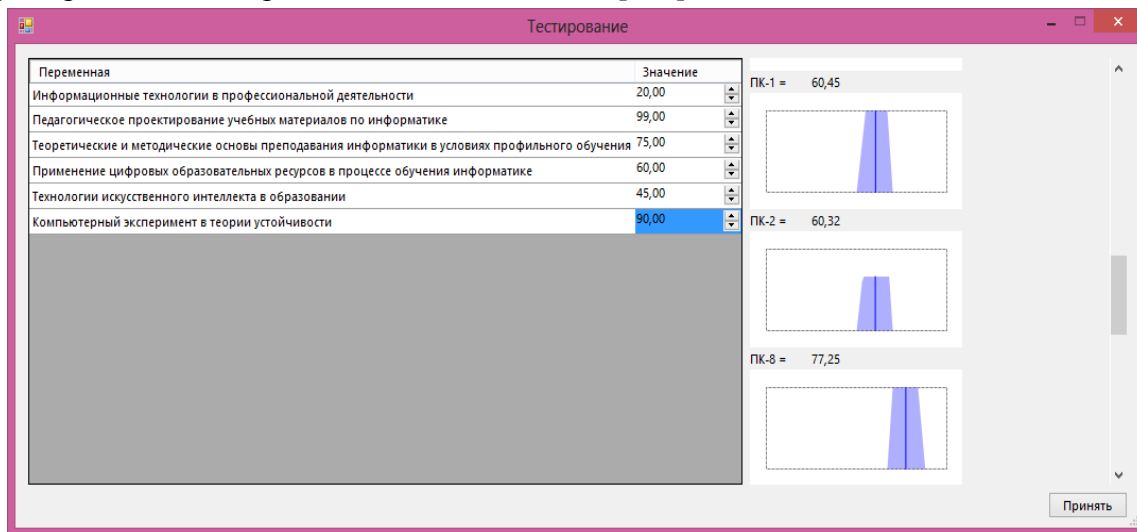 Тестирование
Переменная Значение
Информационные технологии в профессиональной деятельности 20,00
Педагогическое проектирование учебных материалов по информатике 99,00
Теоретические и методические основы преподавания информатики в условиях профильного обучения 75,00
Применение цифровых образовательных ресурсов в процессе обучения информатике 60,00
Технологии искусственного интеллекта в образовании 45,00
Компьютерный эксперимент в теории устойчивости 90,00
ПК-1 = 60,45
ПК-2 = 60,32
ПК-8 = 77,25
Принять